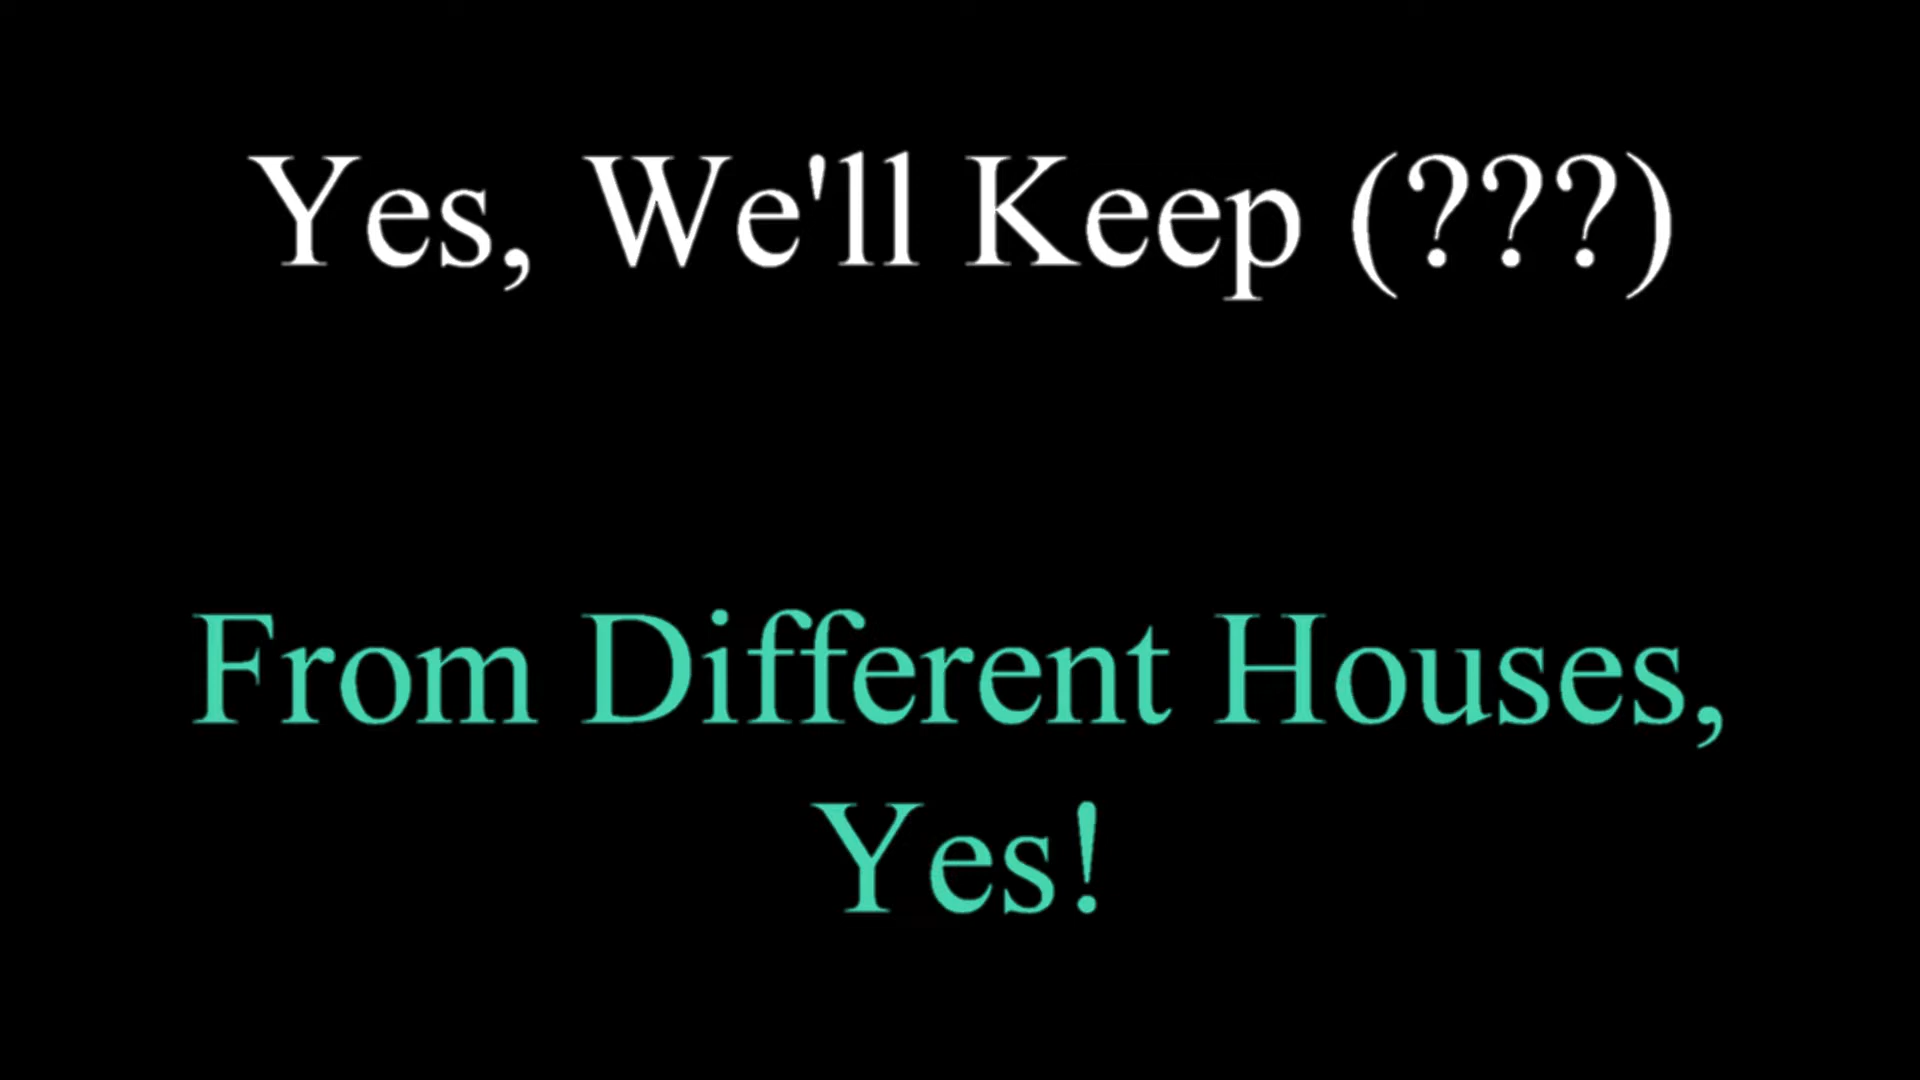 Yes, We'll Keep (???)
From Different Houses,
Yes!